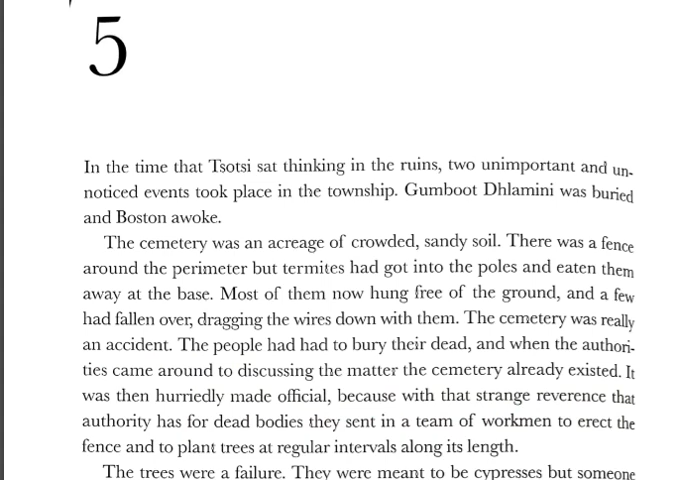 5
In the time that Tsotsi sat thinking in the ruins, two unimportant and un-
noticed events took place in the township. Gumboot Dhlamini was buried
and Boston awoke.
The cemetery was an acreage of crowded, sandy soil. There was a fence
around the perimeter but termites had got into the poles and eaten them
away at the base. Most of them now hung free of the ground, and a few
had fallen over, dragging the wires down with them. The cemetery was really
an accident. The people had had to bury their dead, and when the authori-
ties came around to discussing the matter the cemetery already existed. It
was then hurriedly made official, because with that strange reverence that
authority has for dead bodies they sent in a team of workmen to erect the
fence and to plant trees at regular intervals along its length.
The trees were a failure. They were meant to be cypresses but someone